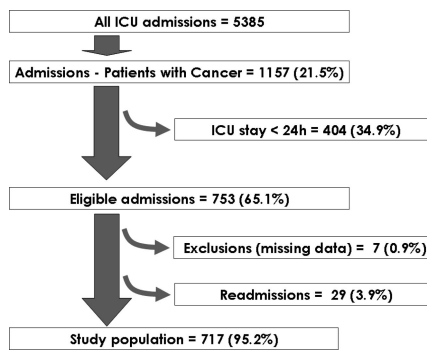 All ICU admissions = 5385
Admissions - Patients with Cancer = 1157 (21.5%)
ICU stay < 24h = 404 (34.9%)
Eligible admissions = 753 (65.1%)
Exclusions (missing data) = 7 (0.9%)
Readmissions = 29 (3.9%)
Study population = 717 (95.2%)